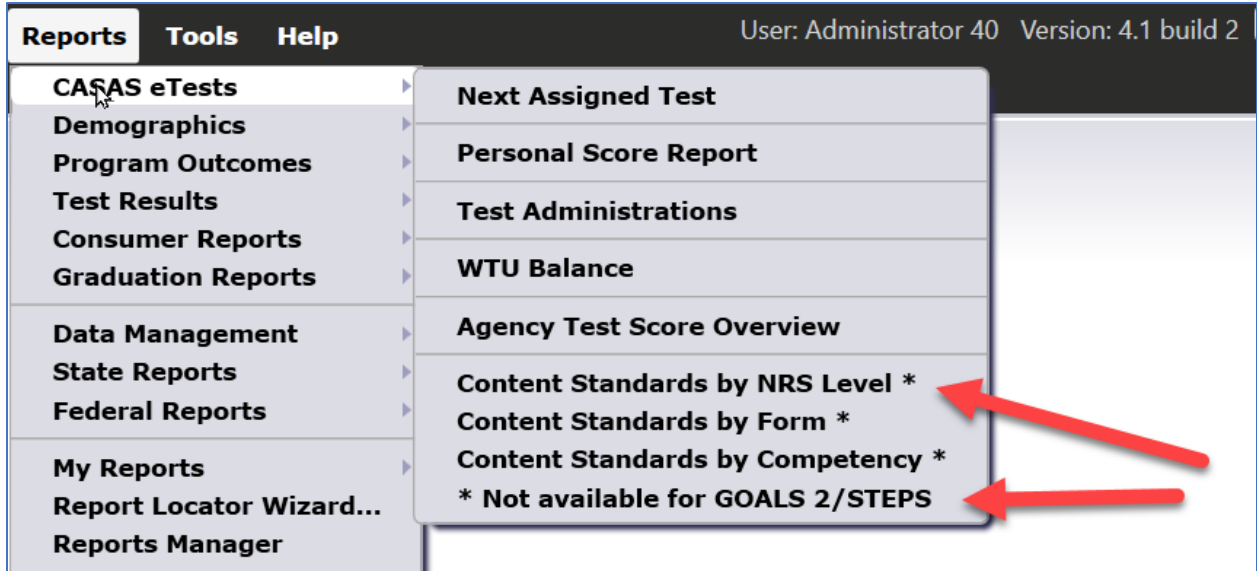 Reports Tools Help User: Administrator 40 Version: 4.1 build 2
CASAS eTests
Demographics
Program Outcomes
Test Results
Consumer Reports
Graduation Reports
Data Management
State Reports
Federal Reports
My Reports
Report Locator Wizard...
Reports Manager
Next Assigned Test
Personal Score Report
Test Administrations
WTU Balance
Agency Test Score Overview
Content Standards by NRS Level *
Content Standards by Form *
Content Standards by Competency *
* Not available for GOALS 2/STEPS